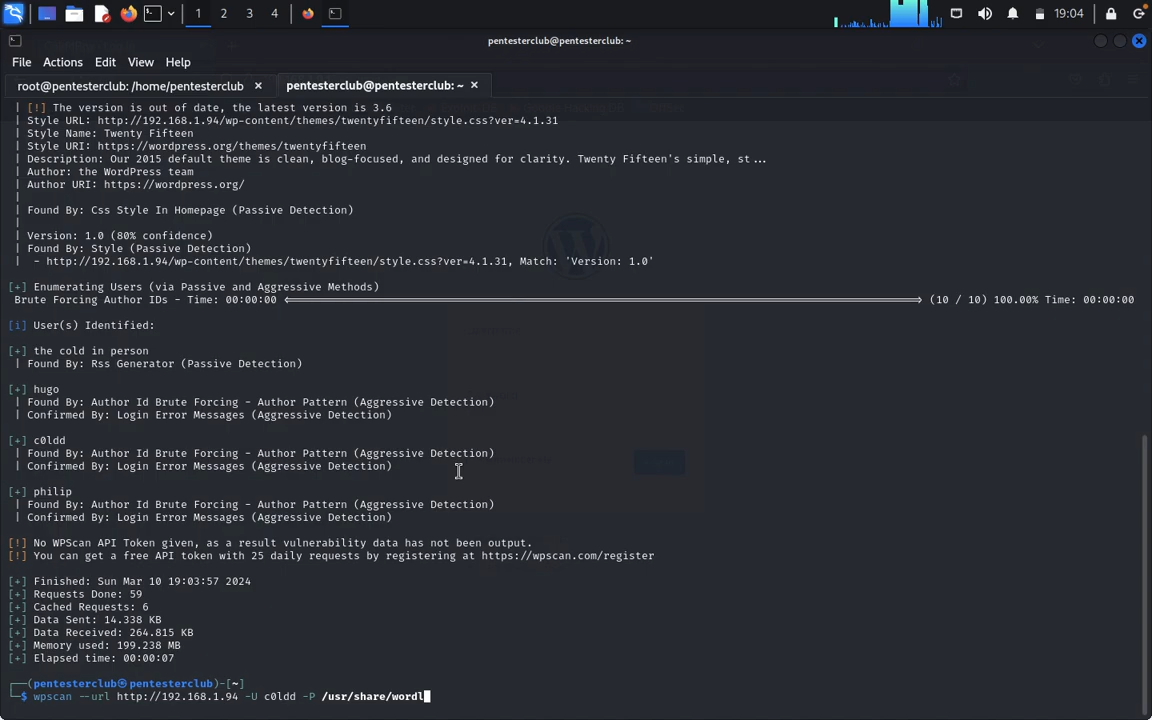 1 2 3 4 19:04
pentesterclub@pentesterclub: ~
File Actions Edit View Help
root@pentesterclub: /home/pentesterclub × pentesterclub@pentesterclub: ~ ×
| [!] The version is out of date, the latest version is 3.6
| Style URL: http://192.168.1.94/wp-content/themes/twentyfifteen/style.css?ver=4.1.31
| Style Name: Twenty Fifteen
| Style URI: https://wordpress.org/themes/twentyfifteen
| Description: Our 2015 default theme is clean, blog-focused, and designed for clarity. Twenty Fifteen's simple, st...
| Author: the WordPress team
| Author URI: https://wordpress.org/
|
| Found By: Css Style In Homepage (Passive Detection)
|
| Version: 1.0 (80% confidence)
| Found By: Style (Passive Detection)
|  - http://192.168.1.94/wp-content/themes/twentyfifteen/style.css?ver=4.1.31, Match: 'Version: 1.0'
[+] Enumerating Users (via Passive and Aggressive Methods)
Brute Forcing Author IDs - Time: 00:00:00 <==================> (10 / 10) 100.00% Time: 00:00:00
[i] User(s) Identified:
[+] the cold in person
| Found By: Rss Generator (Passive Detection)
[+] hugo
| Found By: Author Id Brute Forcing - Author Pattern (Aggressive Detection)
| Confirmed By: Login Error Messages (Aggressive Detection)
[+] c0ldd
| Found By: Author Id Brute Forcing - Author Pattern (Aggressive Detection)
| Confirmed By: Login Error Messages (Aggressive Detection)
[+] philip
| Found By: Author Id Brute Forcing - Author Pattern (Aggressive Detection)
| Confirmed By: Login Error Messages (Aggressive Detection)
[!] No WPScan API Token given, as a result vulnerability data has not been output.
[!] You can get a free API token with 25 daily requests by registering at https://wpscan.com/register
[+] Finished: Sun Mar 10 19:03:57 2024
[+] Requests Done: 59
[+] Cached Requests: 6
[+] Data Sent: 14.338 KB
[+] Data Received: 264.815 KB
[+] Memory used: 199.238 MB
[+] Elapsed time: 00:00:07
┌──(pentesterclub㉿pentesterclub)-[~]
└─$ wpscan --url http://192.168.1.94 -U c0ldd -P /usr/share/wordl